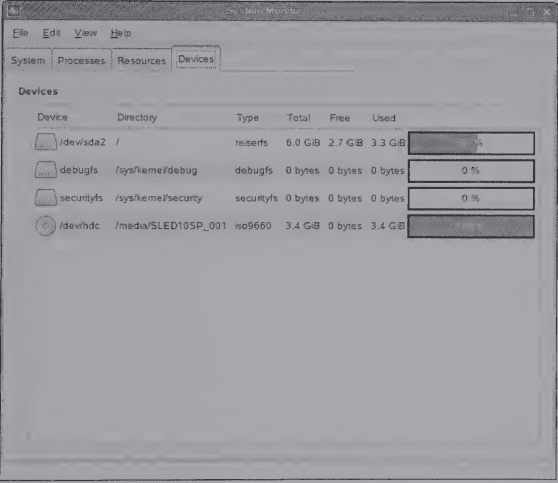 System Monitor
File Edit View Help
System Processes Resources Devices
Devices
Device Directory Type Total Free Used
/dev/sda2 / reiserfs 6.0 GiB 2.7 GiB 3.3 GiB %
debugfs /sys/kernel/debug debugfs 0 bytes 0 bytes 0 bytes 0 %
securityfs /sys/kernel/security securityfs 0 bytes 0 bytes 0 bytes 0 %
/dev/hdc /media/SLED10SP_001 iso9660 3.4 GiB 0 bytes 3.4 GiB